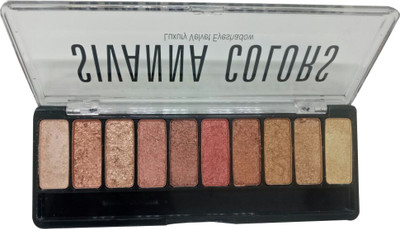 SIVANNA COLORS
Luxury Velvet Eyeshadow